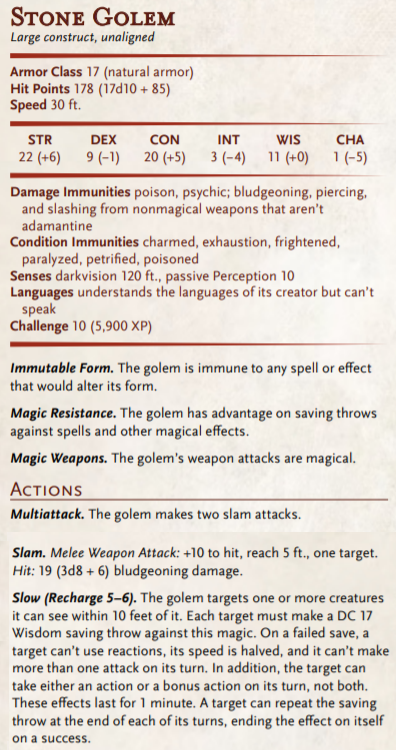 STONE GOLEM
Large construct, unaligned
Armor Class 17 (natural armor)
Hit Points 178 (17d10 + 85)
Speed 30 ft.
STR DEX CON INT WIS CHA
22 (+6) 9 (−1) 20 (+5) 3 (−4) 11 (+0) 1 (−5)
Damage Immunities poison, psychic; bludgeoning, piercing,
and slashing from nonmagical weapons that aren't
adamantine
Condition Immunities charmed, exhaustion, frightened,
paralyzed, petrified, poisoned
Senses darkvision 120 ft., passive Perception 10
Languages understands the languages of its creator but can't
speak
Challenge 10 (5,900 XP)
Immutable Form. The golem is immune to any spell or effect
that would alter its form.
Magic Resistance. The golem has advantage on saving throws
against spells and other magical effects.
Magic Weapons. The golem's weapon attacks are magical.
ACTIONS
Multiattack. The golem makes two slam attacks.
Slam. Melee Weapon Attack: +10 to hit, reach 5 ft., one target.
Hit: 19 (3d8 + 6) bludgeoning damage.
Slow (Recharge 5–6). The golem targets one or more creatures
it can see within 10 feet of it. Each target must make a DC 17
Wisdom saving throw against this magic. On a failed save, a
target can't use reactions, its speed is halved, and it can't make
more than one attack on its turn. In addition, the target can
take either an action or a bonus action on its turn, not both.
These effects last for 1 minute. A target can repeat the saving
throw at the end of each of its turns, ending the effect on itself
on a success.